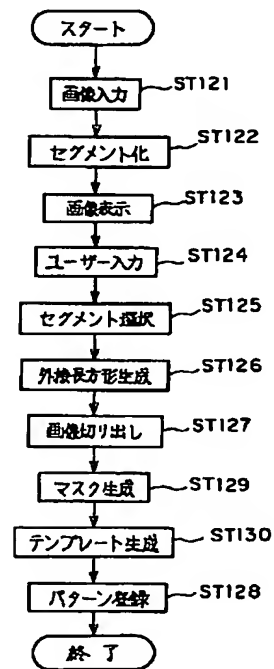 スタート
画像入力 ST121
セグメント化 ST122
画像表示 ST123
ユーザー入力 ST124
セグメント選択 ST125
外接長方形生成 ST126
画像切り出し ST127
マスク生成 ST129
テンプレート生成 ST130
パターン登録 ST128
終了